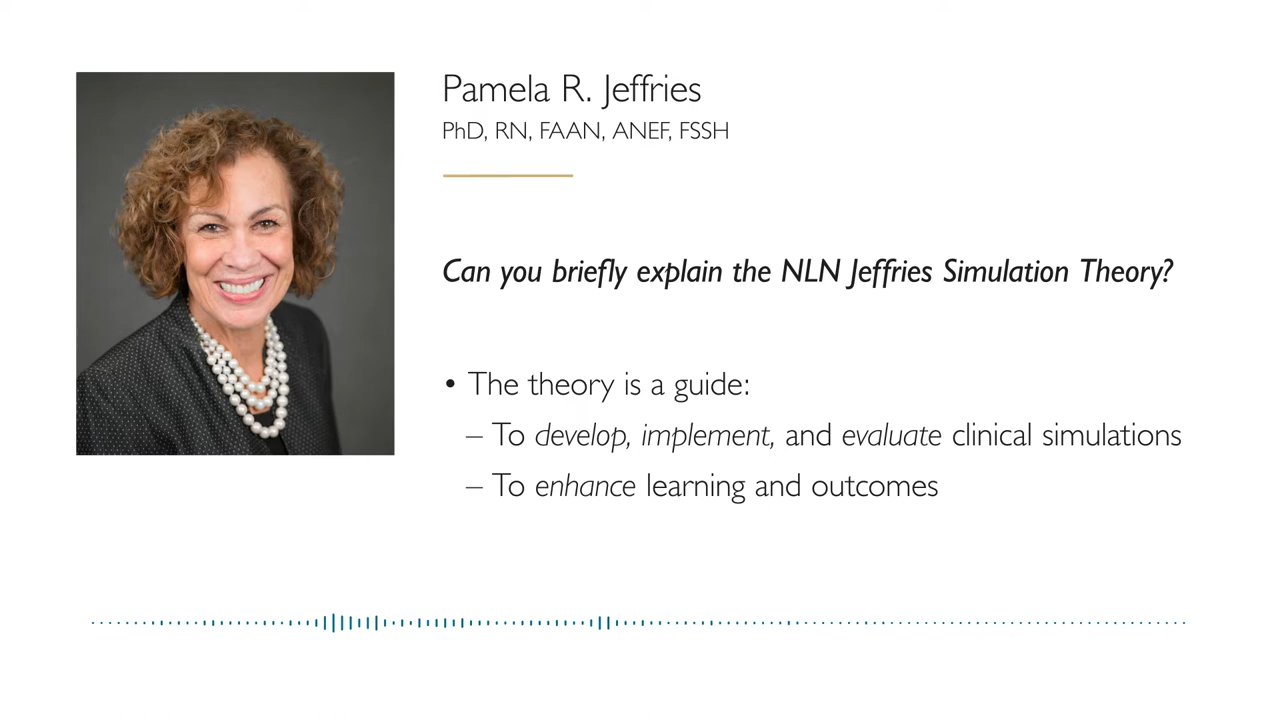 Pamela R. Jeffries
PhD, RN, FAAN, ANEF, FSSH
Can you briefly explain the NLN Jeffries Simulation Theory?
• The theory is a guide:
– To develop, implement, and evaluate clinical simulations
– To enhance learning and outcomes